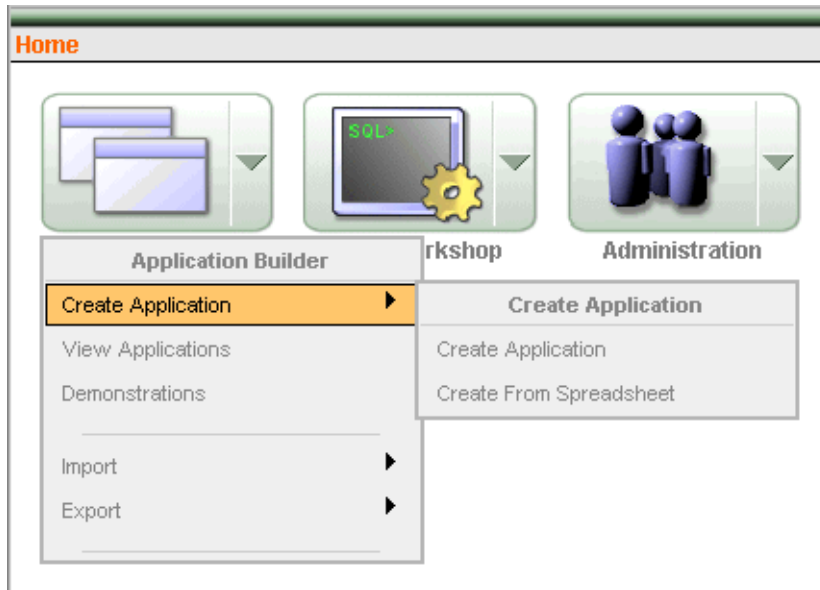 Home
SQL>
rkshop
Administration
Application Builder
Create Application
View Applications
Demonstrations
Import
Export
Create Application
Create Application
Create From Spreadsheet